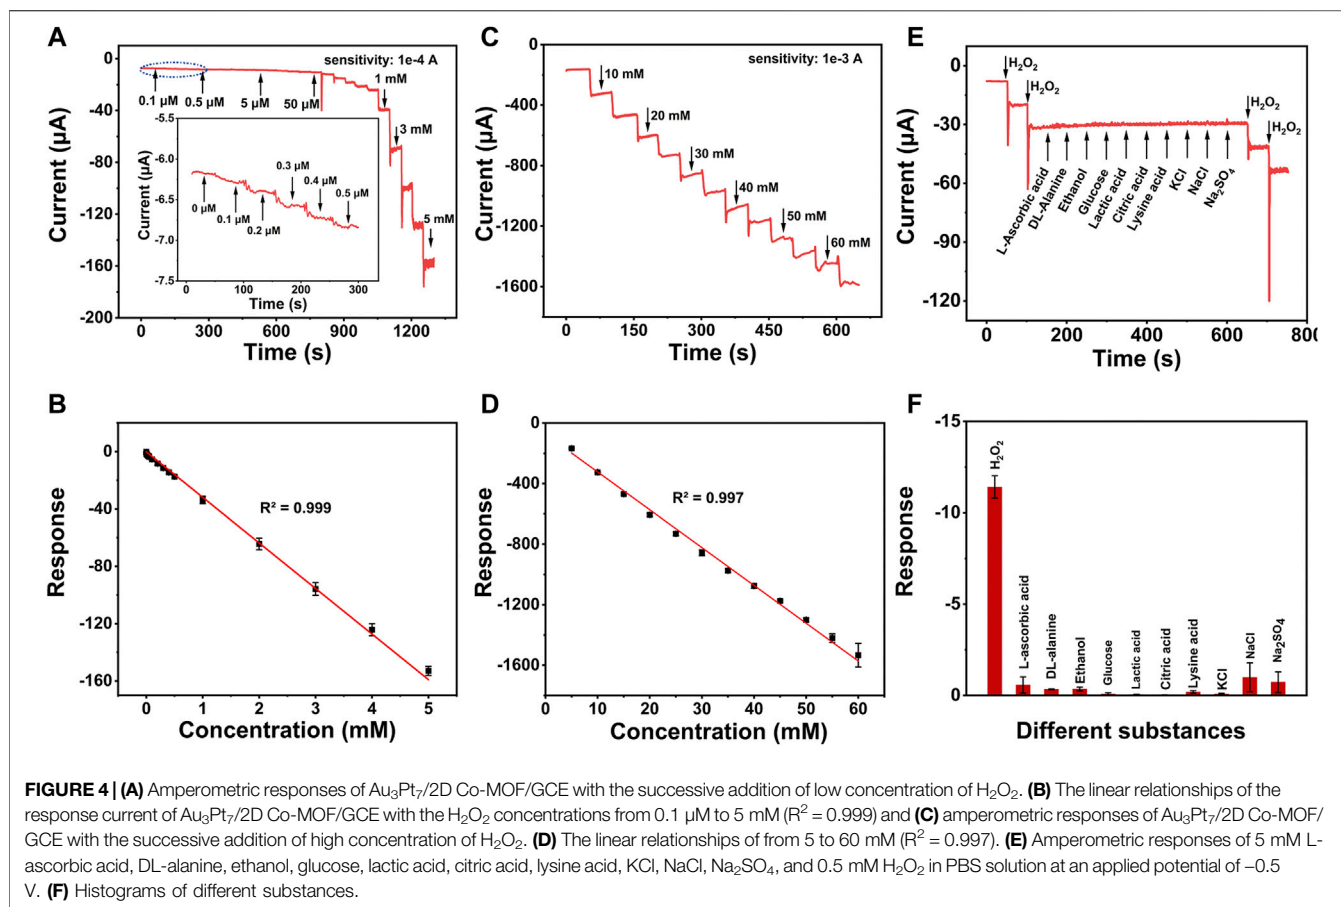 A
sensitivity: 1e-4 A
0
-40
-80
-120
-160
-200
Current (µA)
0.1 µM
0.5 µM
5 µM
50 µM
1 mM
3 mM
5 mM
-5.5
-6.0
-6.5
-7.0
-7.5
Current (µA)
0 µM
0.1 µM
0.2 µM
0.3 µM
0.4 µM
0.5 µM
0 100 200 300
Time (s)
0 300 600 900 1200
Time (s)
C
sensitivity: 1e-3 A
0
-400
-800
-1200
-1600
Current (µA)
10 mM
20 mM
30 mM
40 mM
50 mM
60 mM
0 150 300 450 600
Time (s)
E
0
-30
-60
-90
-120
Current (µA)
H₂O₂
H₂O₂
H₂O₂
H₂O₂
L-Ascorbic acid
DL-Alanine
Ethanol
Glucose
Lactic acid
Citric acid
Lysine acid
KCl
NaCl
Na₂SO₄
0 200 400 600 800
Time (s)
B
0
-40
-80
-120
-160
Response
R² = 0.999
0 1 2 3 4 5
Concentration (mM)
D
0
-400
-800
-1200
-1600
Response
R² = 0.997
0 10 20 30 40 50 60
Concentration (mM)
F
-15
-10
-5
0
Response
H₂O₂
L-ascorbic acid
DL-alanine
Ethanol
Glucose
Lactic acid
Citric acid
Lysine acid
KCl
NaCl
Na₂SO₄
Different substances
FIGURE 4 | (A) Amperometric responses of Au₃Pt₇/2D Co-MOF/GCE with the successive addition of low concentration of H₂O₂. (B) The linear relationships of the
response current of Au₃Pt₇/2D Co-MOF/GCE with the H₂O₂ concentrations from 0.1 µM to 5 mM (R² = 0.999) and (C) amperometric responses of Au₃Pt₇/2D Co-MOF/
GCE with the successive addition of high concentration of H₂O₂. (D) The linear relationships of from 5 to 60 mM (R² = 0.997). (E) Amperometric responses of 5 mM L-
ascorbic acid, DL-alanine, ethanol, glucose, lactic acid, citric acid, lysine acid, KCl, NaCl, Na₂SO₄, and 0.5 mM H₂O₂ in PBS solution at an applied potential of −0.5
V. (F) Histograms of different substances.